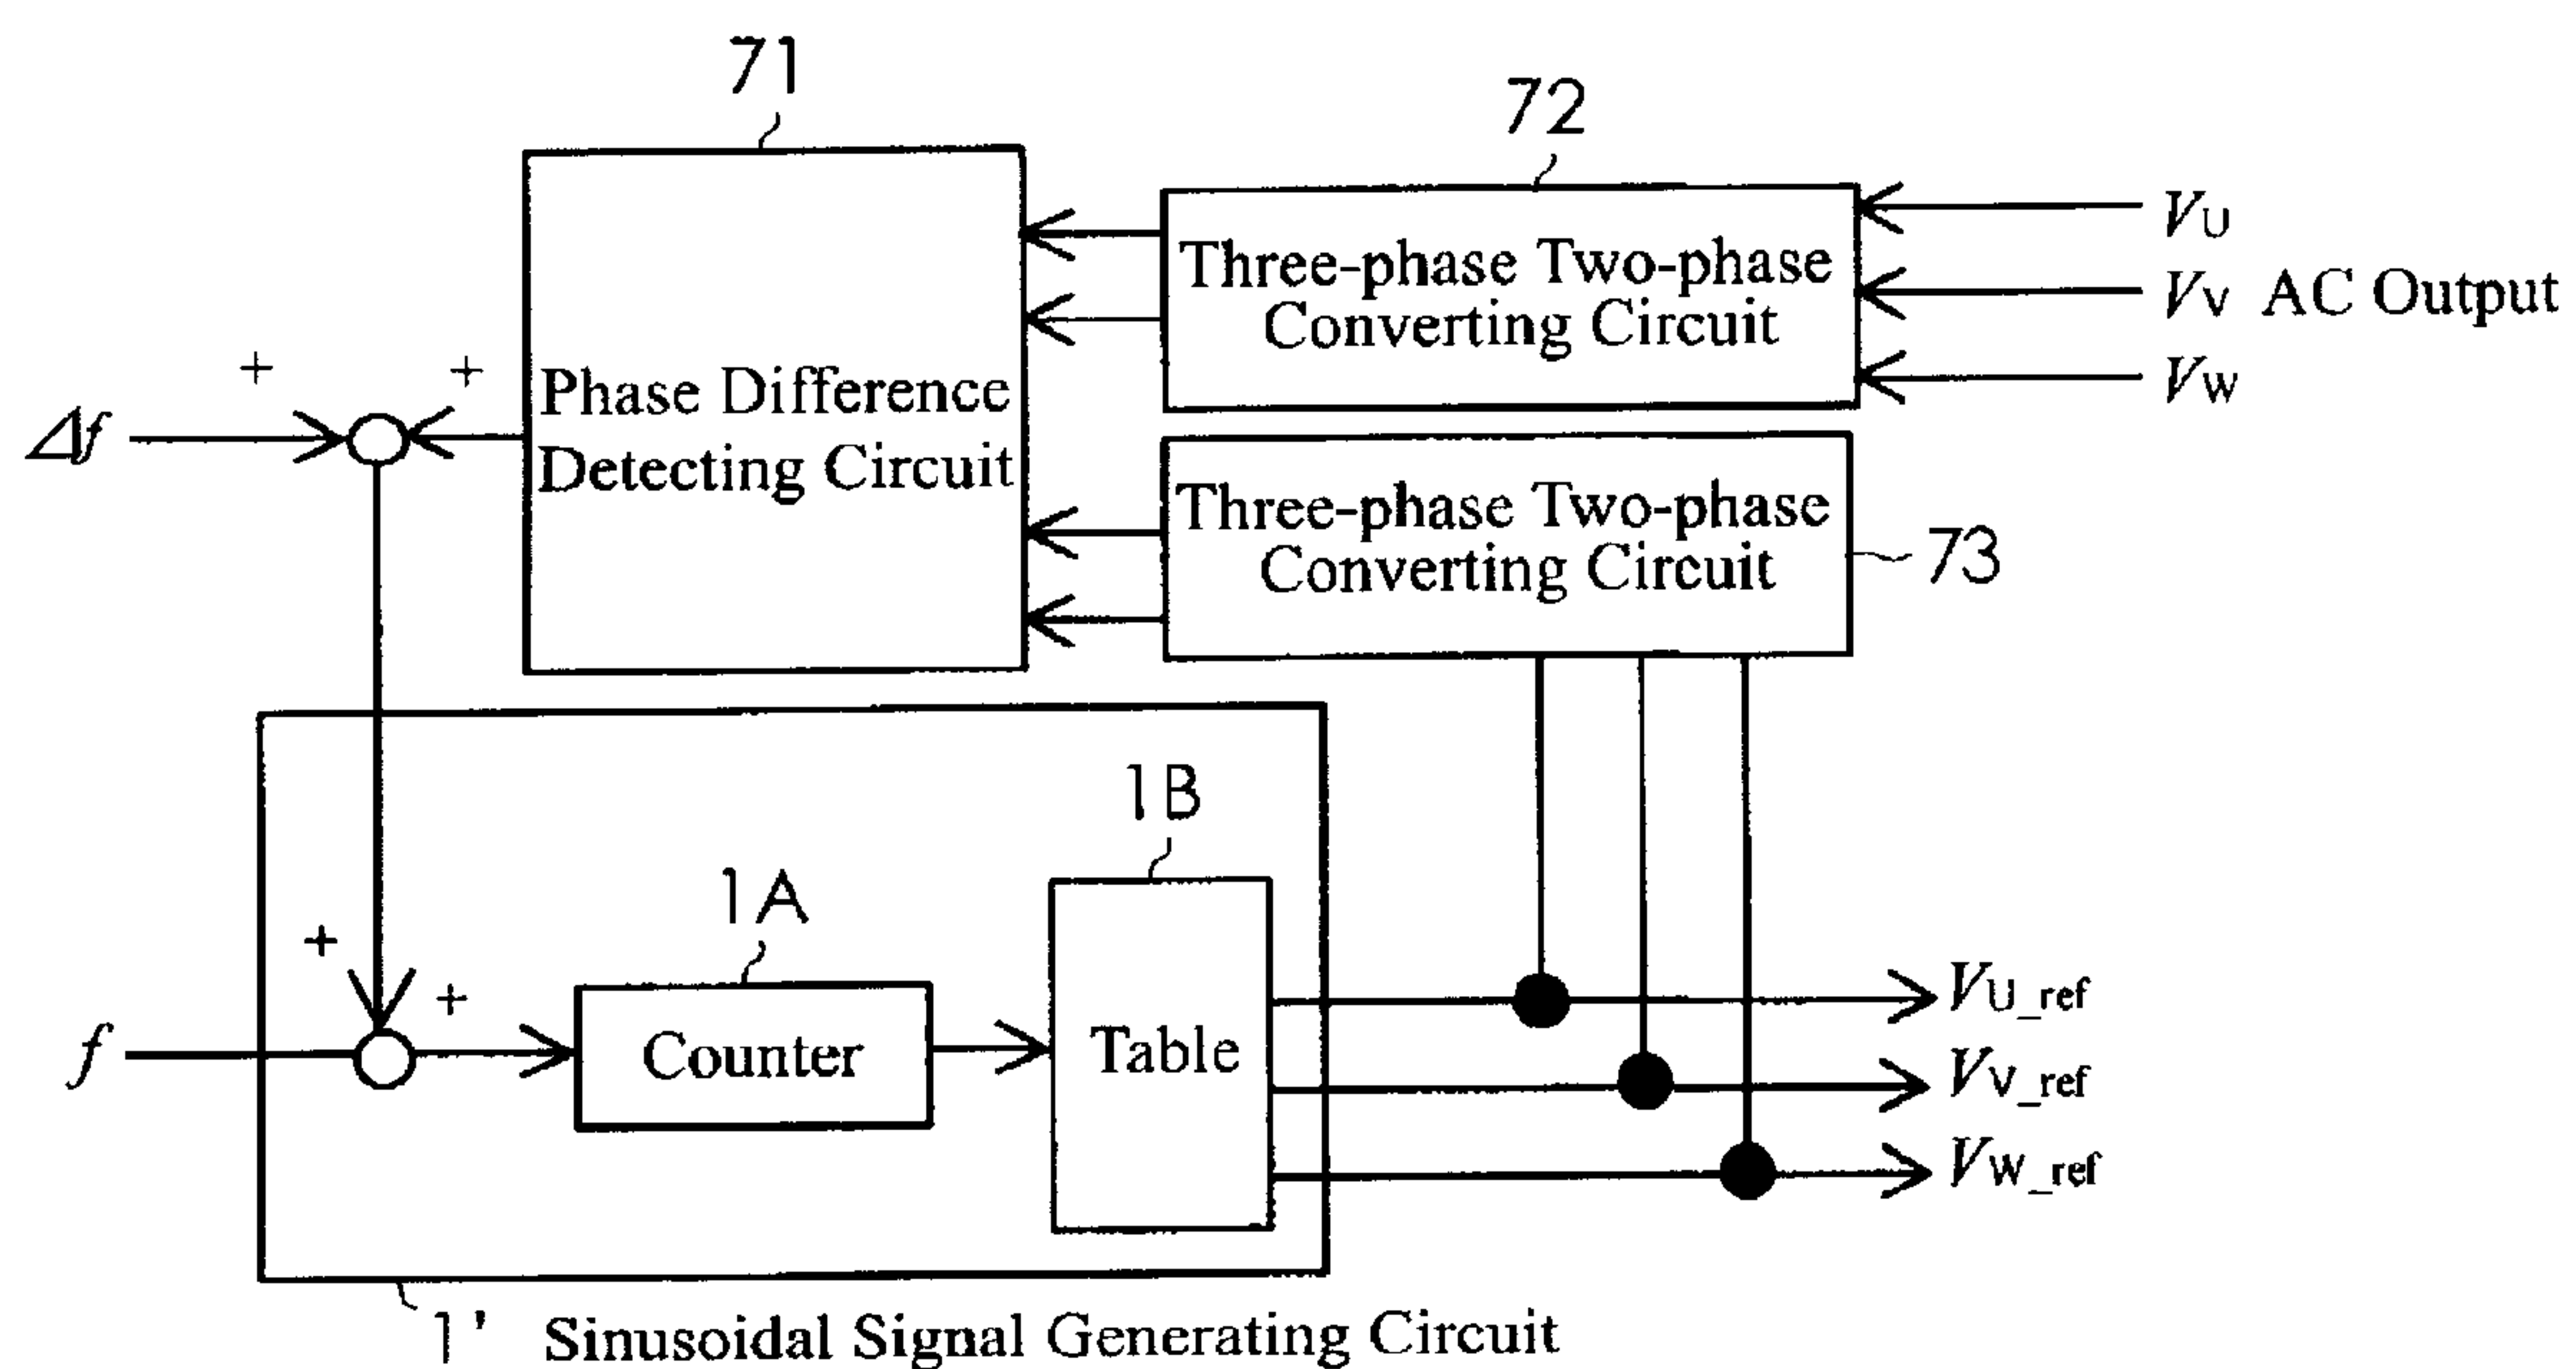 71
72
Three-phase Two-phase
Converting Circuit
VU
VV AC Output
VW
+ +
Δf
Phase Difference
Detecting Circuit
Three-phase Two-phase
Converting Circuit
73
1B
1A
+ +
f
Counter
Table
VU_ref
VV_ref
VW_ref
1' Sinusoidal Signal Generating Circuit